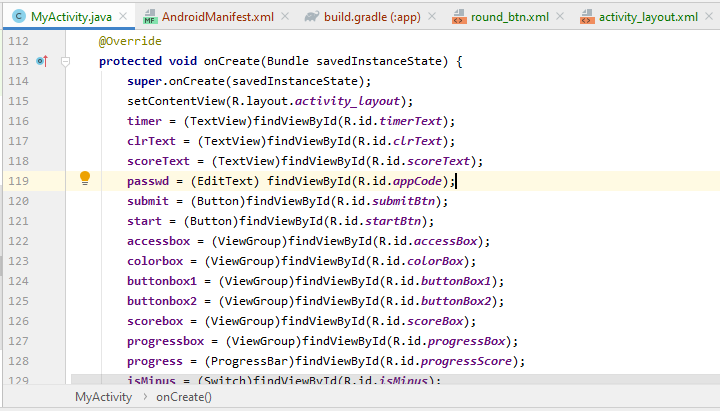 MyActivity.java AndroidManifest.xml build.gradle (:app) round_btn.xml activity_layout.xml
112 @Override
113 protected void onCreate(Bundle savedInstanceState) {
114 super.onCreate(savedInstanceState);
115 setContentView(R.layout.activity_layout);
116 timer = (TextView)findViewById(R.id.timerText);
117 clrText = (TextView)findViewById(R.id.clrText);
118 scoreText = (TextView)findViewById(R.id.scoreText);
119 passwd = (EditText) findViewById(R.id.appCode);
120 submit = (Button)findViewById(R.id.submitBtn);
121 start = (Button)findViewById(R.id.startBtn);
122 accessbox = (ViewGroup)findViewById(R.id.accessBox);
123 colorbox = (ViewGroup)findViewById(R.id.colorBox);
124 buttonbox1 = (ViewGroup)findViewById(R.id.buttonBox1);
125 buttonbox2 = (ViewGroup)findViewById(R.id.buttonBox2);
126 scorebox = (ViewGroup)findViewById(R.id.scoreBox);
127 progressbox = (ViewGroup)findViewById(R.id.progressBox);
128 progress = (ProgressBar)findViewById(R.id.progressScore);
129 isMinus = (Switch)findViewById(R.id.isMinus);
MyActivity › onCreate()